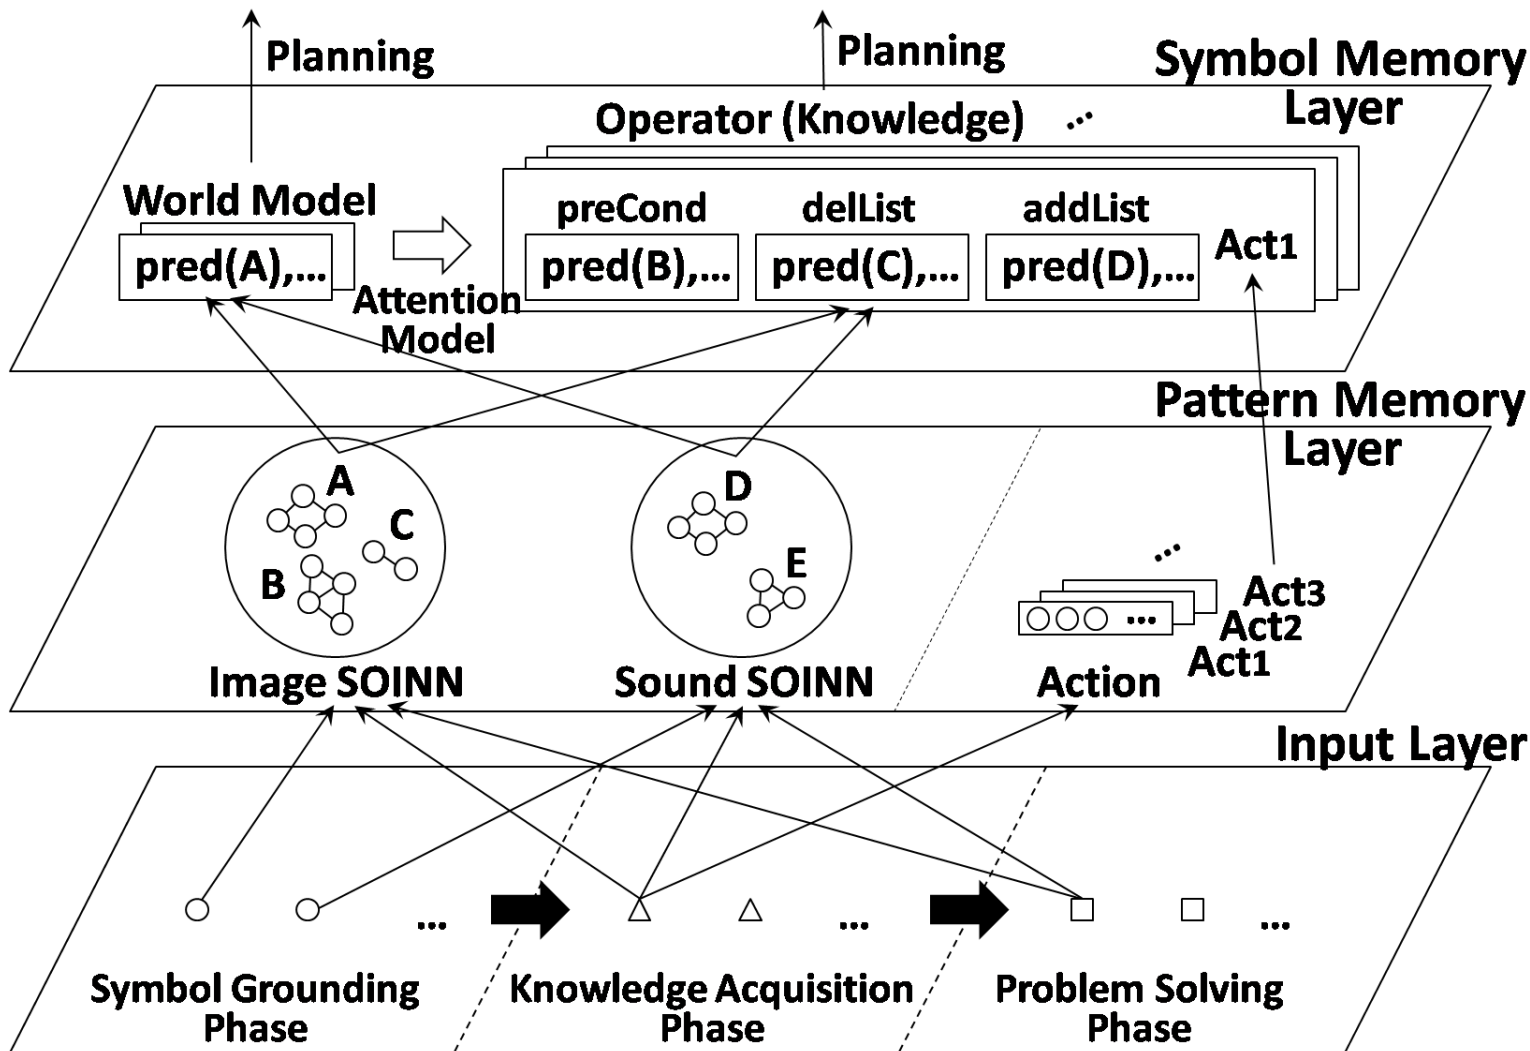 Planning
Planning
Symbol Memory
Layer
Operator (Knowledge) ...
World Model
preCond
delList
addList
pred(A),...
pred(B),...
pred(C),...
pred(D),...
Act1
Attention
Model
Pattern Memory
Layer
A
C
B
D
E
...
Act3
Act2
Act1
...
Image SOINN
Sound SOINN
Action
Input Layer
...
...
...
Symbol Grounding
Phase
Knowledge Acquisition
Phase
Problem Solving
Phase